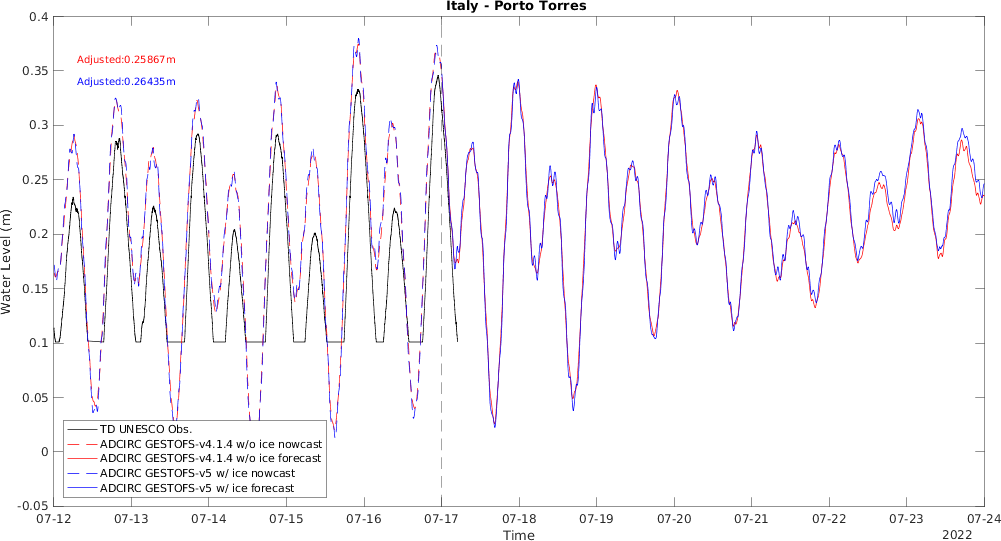 Italy - Porto Torres
0.4
0.35
0.3
0.25
0.2
0.15
0.1
0.05
0
-0.05
Water Level (m)
Adjusted:0.25867m
Adjusted:0.26435m
TD UNESCO Obs.
ADCIRC GESTOFS-v4.1.4 w/o ice nowcast
ADCIRC GESTOFS-v4.1.4 w/o ice forecast
ADCIRC GESTOFS-v5 w/ ice nowcast
ADCIRC GESTOFS-v5 w/ ice forecast
07-12 07-13 07-14 07-15 07-16 07-17 07-18 07-19 07-20 07-21 07-22 07-23 07-24
Time
2022